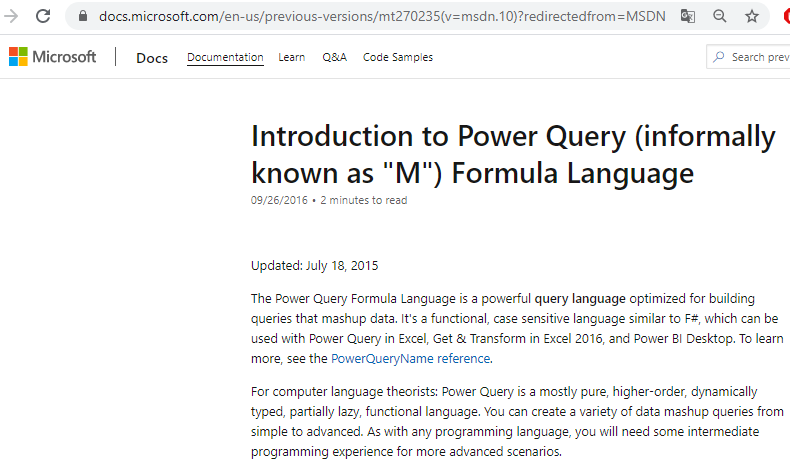 docs.microsoft.com/en-us/previous-versions/mt270235(v=msdn.10)?redirectedfrom=MSDN
Microsoft Docs Documentation Learn Q&A Code Samples Search prev
Introduction to Power Query (informally
known as "M") Formula Language
09/26/2016 • 2 minutes to read
Updated: July 18, 2015
The Power Query Formula Language is a powerful query language optimized for building
queries that mashup data. It's a functional, case sensitive language similar to F#, which can be
used with Power Query in Excel, Get & Transform in Excel 2016, and Power BI Desktop. To learn
more, see the PowerQueryName reference.
For computer language theorists: Power Query is a mostly pure, higher-order, dynamically
typed, partially lazy, functional language. You can create a variety of data mashup queries from
simple to advanced. As with any programming language, you will need some intermediate
programming experience for more advanced scenarios.